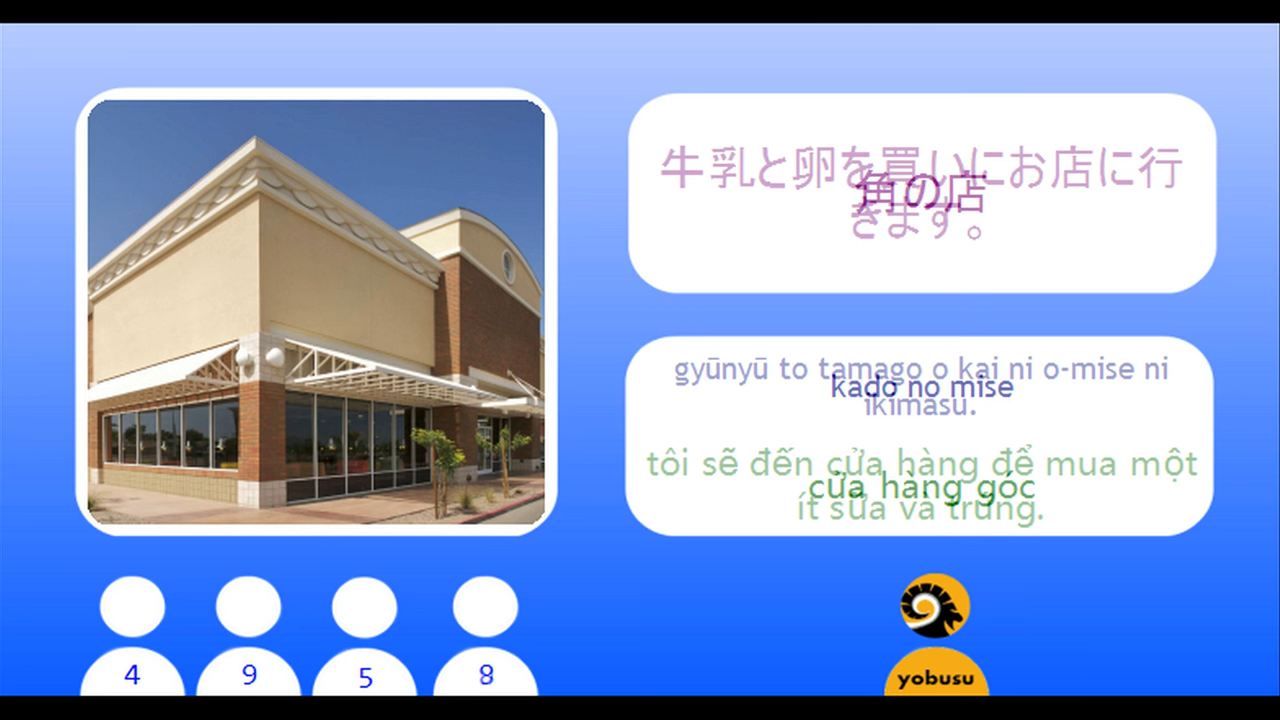 牛乳と卵を買いにお店に行
きます。
角の店
gyūnyū to tamago o kai ni o-mise ni
ikimasu.
kado no mise
tôi sẽ đến cửa hàng để mua một
ít sữa và trứng.
cửa hàng góc
4 9 5 8
yobusu